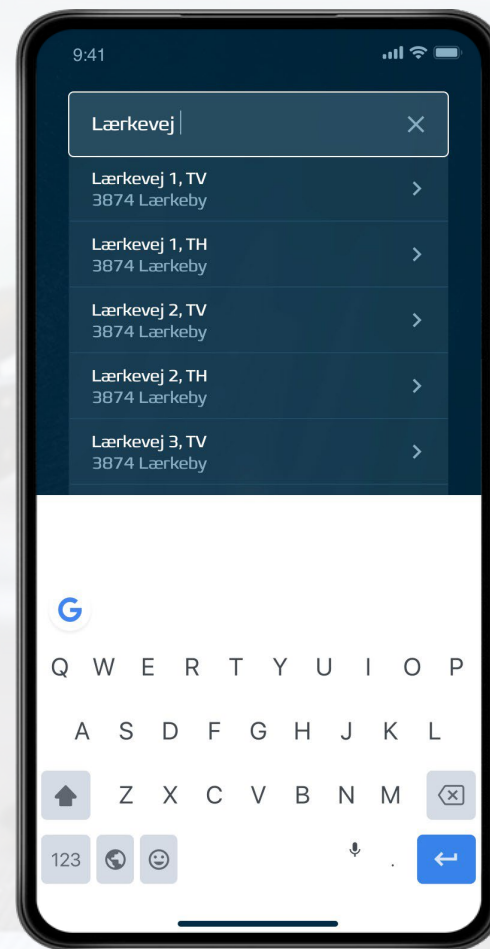 9:41
Lærkevej
Lærkevej 1, TV
3874 Lærkeby
Lærkevej 1, TH
3874 Lærkeby
Lærkevej 2, TV
3874 Lærkeby
Lærkevej 2, TH
3874 Lærkeby
Lærkevej 3, TV
3874 Lærkeby
G
Q W E R T Y U I O P
A S D F G H J K L
Z X C V B N M
123 .